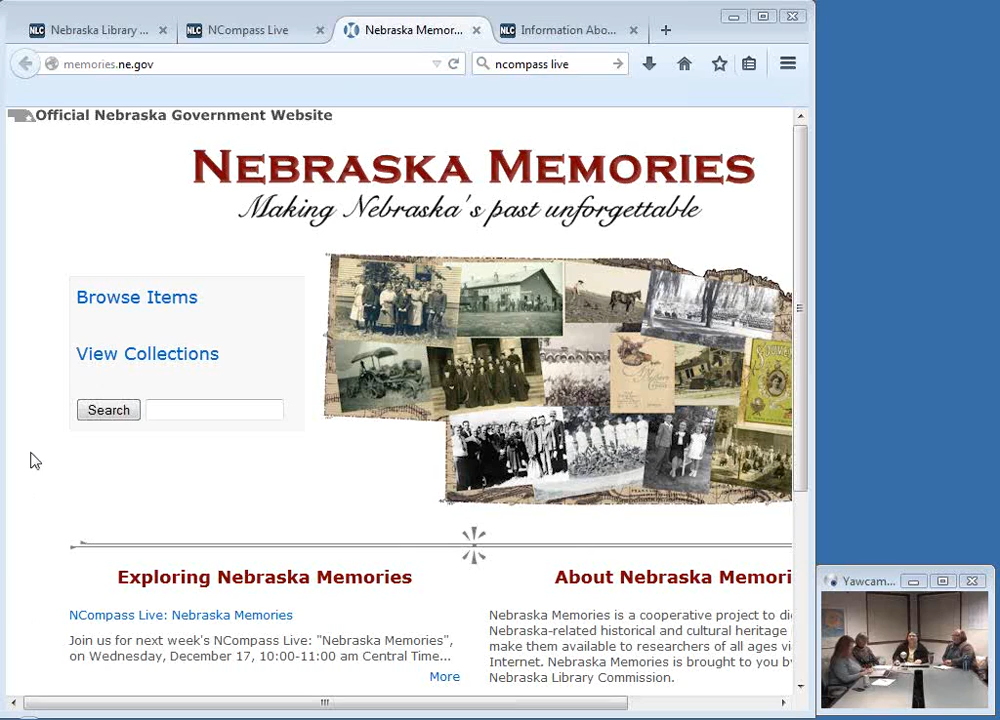 NLC Nebraska Library ...
NLC NCompass Live
Nebraska Memor...
NLC Information Abo...
memories.ne.gov
ncompass live
Official Nebraska Government Website
NEBRASKA MEMORIES
Making Nebraska's past unforgettable
Browse Items
View Collections
Search
Exploring Nebraska Memories
NCompass Live: Nebraska Memories
Join us for next week's NCompass Live: "Nebraska Memories",
on Wednesday, December 17, 10:00-11:00 am Central Time...
More
About Nebraska Memori
Nebraska Memories is a cooperative project to di
Nebraska-related historical and cultural heritage
make them available to researchers of all ages vi
Internet. Nebraska Memories is brought to you by
Nebraska Library Commission.
Yawcam...